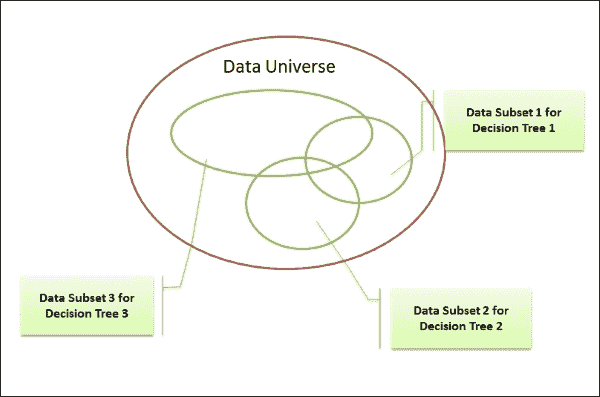 Data Universe
Data Subset 1 for
Decision Tree 1
Data Subset 3 for
Decision Tree 3
Data Subset 2 for
Decision Tree 2